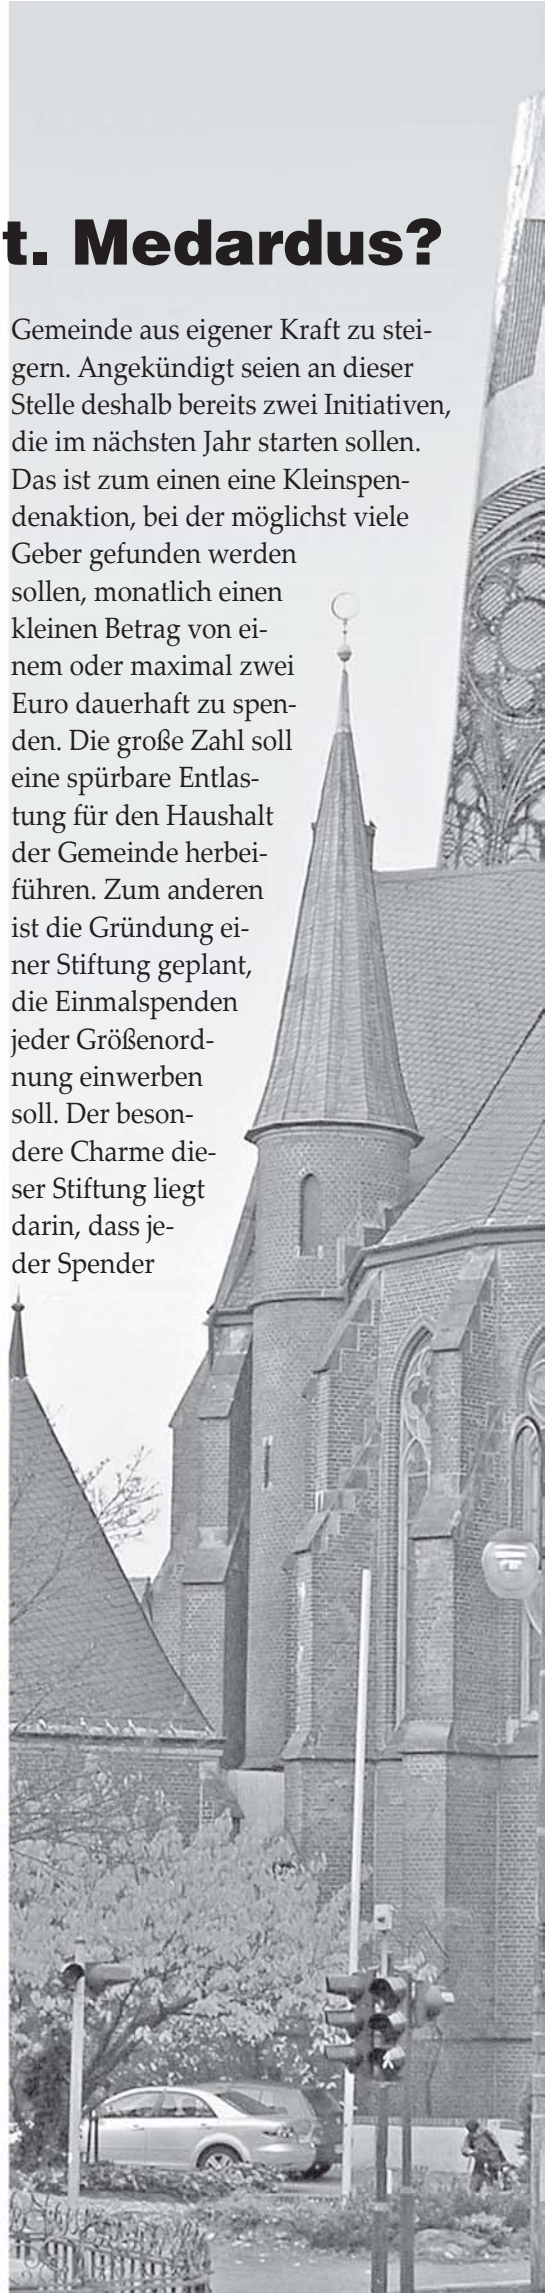 t. Medardus?
Gemeinde aus eigener Kraft zu stei-
gern. Angekündigt seien an dieser
Stelle deshalb bereits zwei Initiativen,
die im nächsten Jahr starten sollen.
Das ist zum einen eine Kleinspen-
denaktion, bei der möglichst viele
Geber gefunden werden
sollen, monatlich einen
kleinen Betrag von ei-
nem oder maximal zwei
Euro dauerhaft zu spen-
den. Die große Zahl soll
eine spürbare Entlas-
tung für den Haushalt
der Gemeinde herbei-
führen. Zum anderen
ist die Gründung ei-
ner Stiftung geplant,
die Einmalspenden
jeder Größenord-
nung einwerben
soll. Der beson-
dere Charme die-
ser Stiftung liegt
darin, dass je-
der Spender